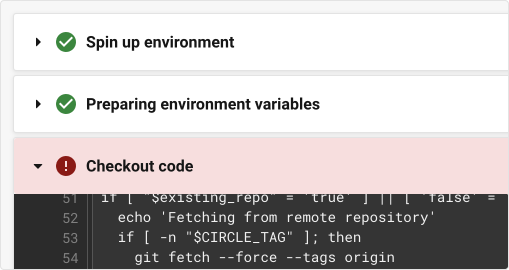 Spin up environment
Preparing environment variables
Checkout code
51 if [ "$existing_repo" = 'true' ] || [ 'false' =
52 echo 'Fetching from remote repository'
53 if [ -n "$CIRCLE_TAG" ]; then
54 git fetch --force --tags origin